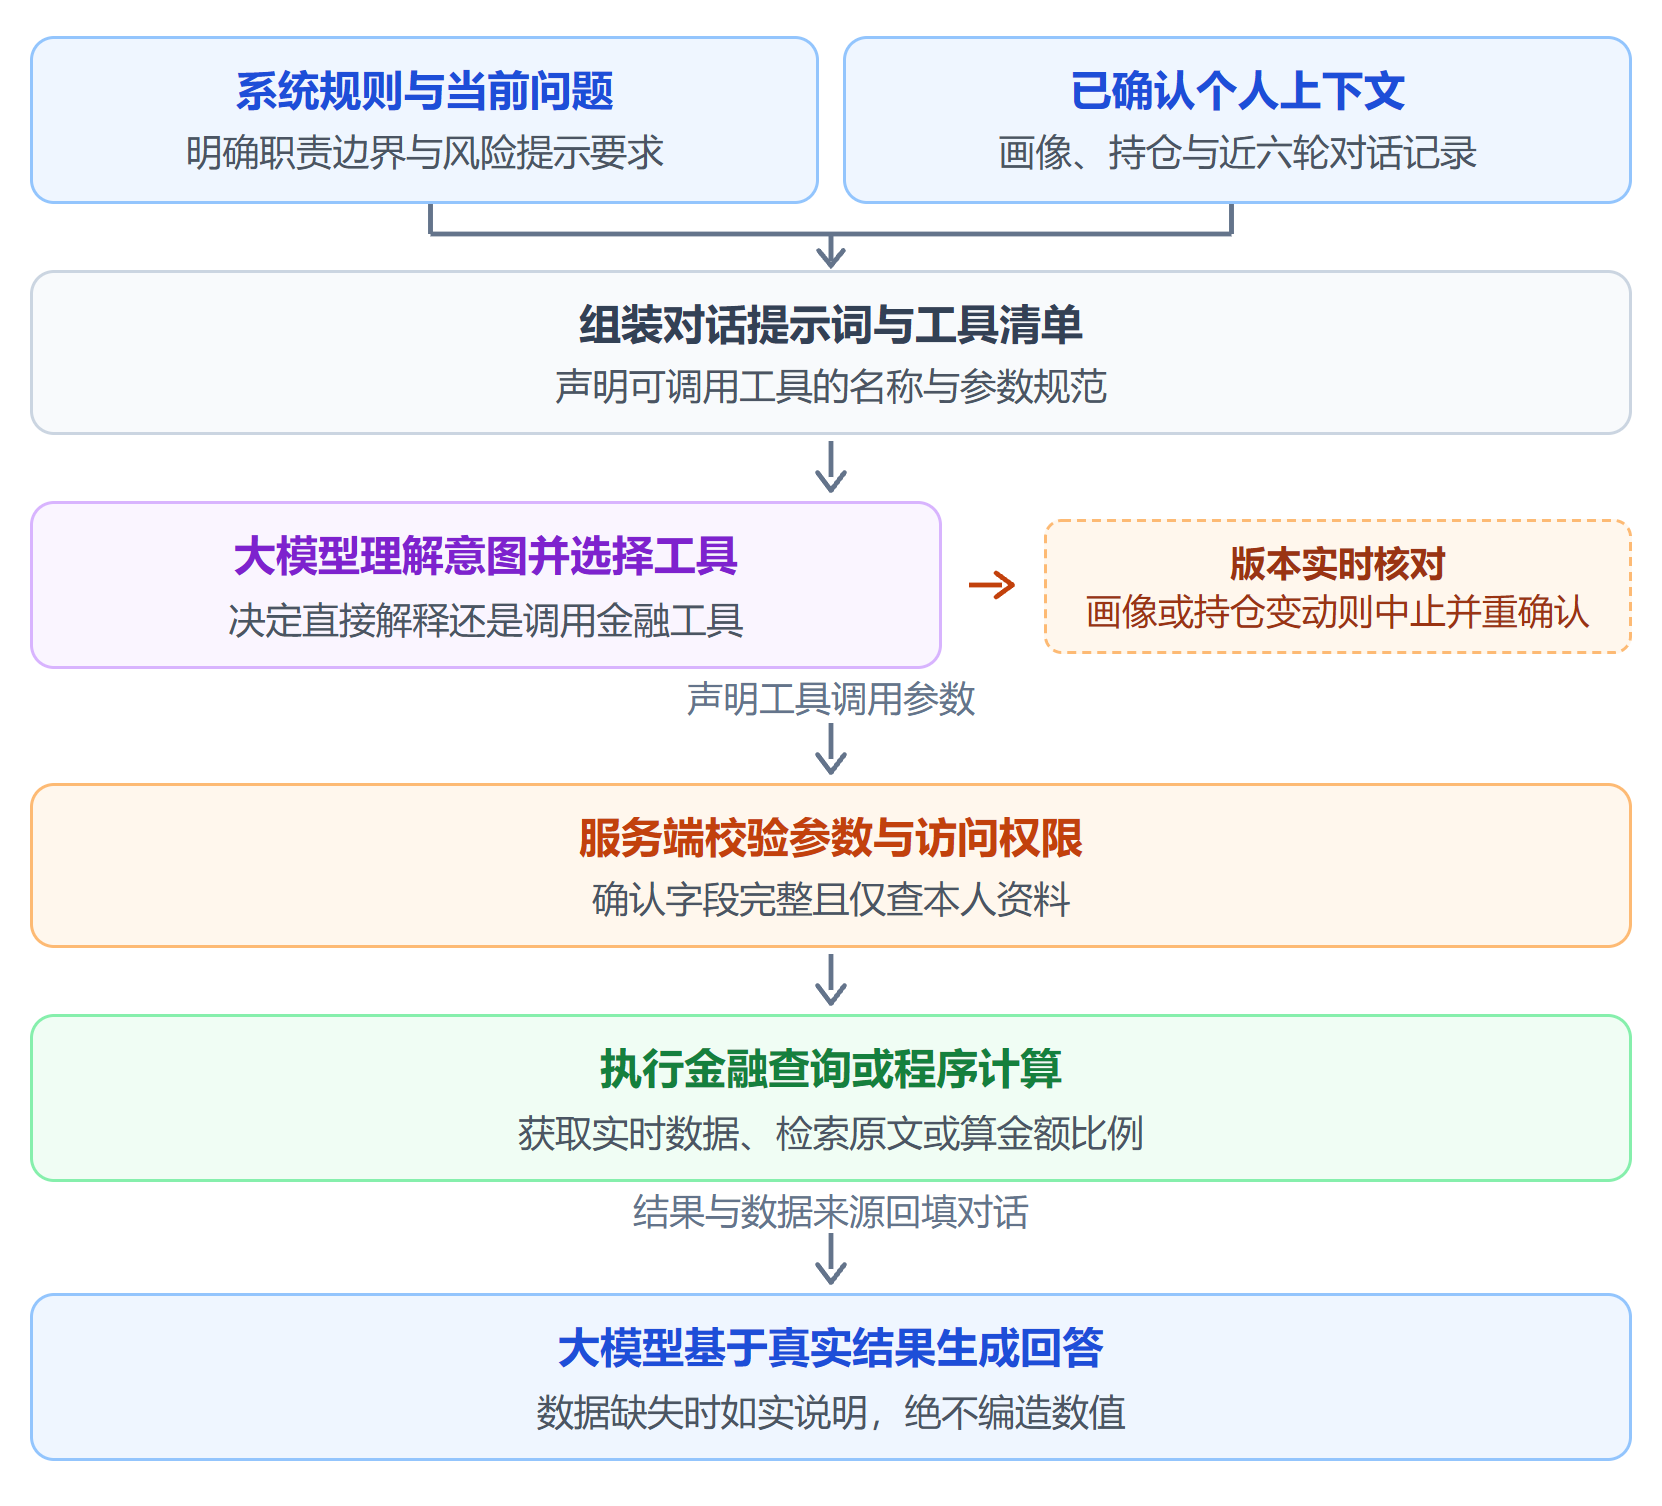 系统规则与当前问题
明确职责边界与风险提示要求
已确认个人上下文
画像、持仓与近六轮对话记录
组装对话提示词与工具清单
声明可调用工具的名称与参数规范
大模型理解意图并选择工具
决定直接解释还是调用金融工具
版本实时核对
画像或持仓变动则中止并重确认
声明工具调用参数
服务端校验参数与访问权限
确认字段完整且仅查本人资料
执行金融查询或程序计算
获取实时数据、检索原文或算金额比例
结果与数据来源回填对话
大模型基于真实结果生成回答
数据缺失时如实说明，绝不编造数值